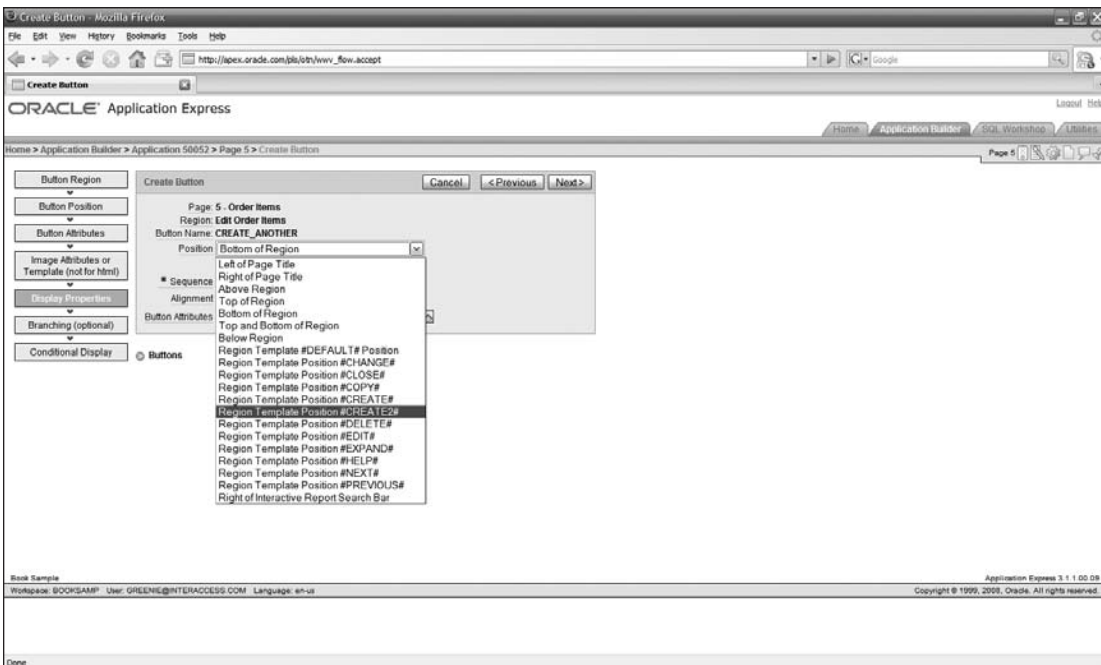 Create Button - Mozilla Firefox
File Edit View History Bookmarks Tools Help
http://apex.oracle.com/pls/otn/wwv_flow.accept
Google
Create Button
ORACLE Application Express
Logout Hel
Home Application Builder SQL Workshop Utilities
Home > Application Builder > Application 50052 > Page 5 > Create Button
Page 5
Button Region
Button Position
Button Attributes
Image Attributes or
Template (not for html)
Display Properties
Branching (optional)
Conditional Display
Create Button
Cancel < Previous Next >
Page: 5 - Order Items
Region: Edit Order Items
Button Name: CREATE_ANOTHER
Position Bottom of Region
* Sequence
Alignment
Button Attributes
Left of Page Title
Right of Page Title
Above Region
Top of Region
Bottom of Region
Top and Bottom of Region
Below Region
Region Template #DEFAULT# Position
Region Template Position #CHANGE#
Region Template Position #CLOSE#
Region Template Position #COPY#
Region Template Position #CREATE#
Region Template Position #CREATE2#
Region Template Position #DELETE#
Region Template Position #EDIT#
Region Template Position #EXPAND#
Region Template Position #HELP#
Region Template Position #NEXT#
Region Template Position #PREVIOUS#
Right of Interactive Report Search Bar
Buttons
Book Sample
Application Express 3.1.1.00.09
Workspace: BOOKSAMP User: GREENIE@INTERACCESS.COM Language: en-us
Copyright © 1999, 2008, Oracle. All rights reserved.
Done